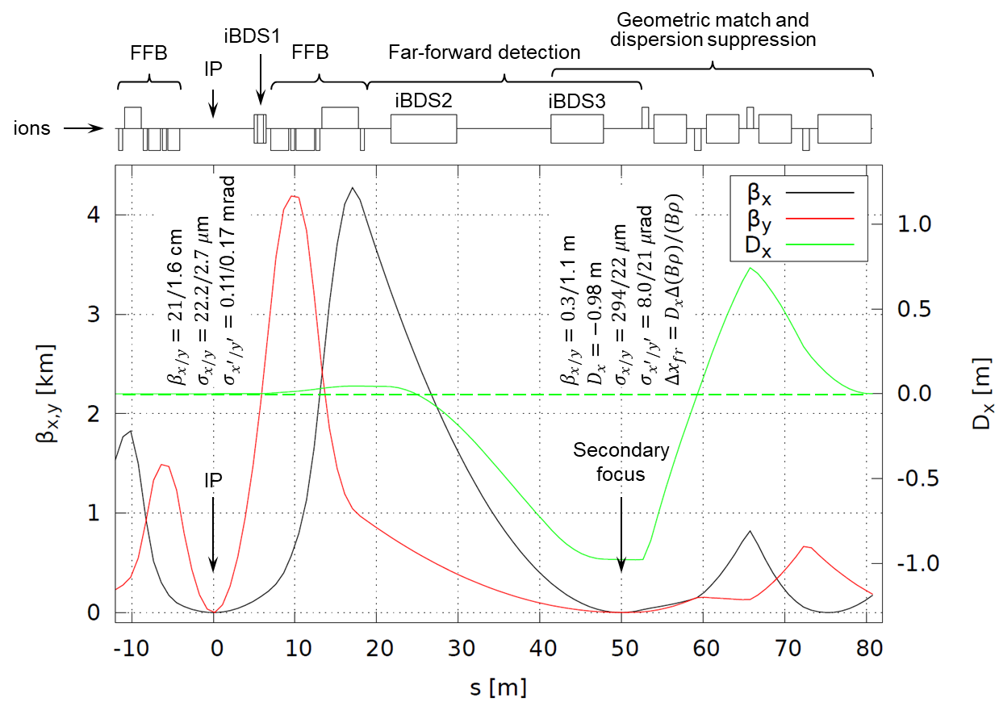 Geometric match and
dispersion suppression
iBDS1
FFB
IP
FFB
Far-forward detection
iBDS2
iBDS3
ions
β_{x/y} = 21/1.6 cm
σ_{x/y} = 22.2/2.7 μm
σ_{x'/y'} = 0.11/0.17 mrad
β_{x/y} = 0.3/1.1 m
D_x = −0.98 m
σ_{x/y} = 294/22 μm
σ_{x'/y'} = 8.0/21 μrad
Δx_{fr} = D_xΔ(Bρ)/(Bρ)
β_x
β_y
D_x
IP
Secondary
focus
β_{x,y} [km]
4
3
2
1
0
D_x [m]
1.0
0.5
0.0
-0.5
-1.0
-10 0 10 20 30 40 50 60 70 80
s [m]